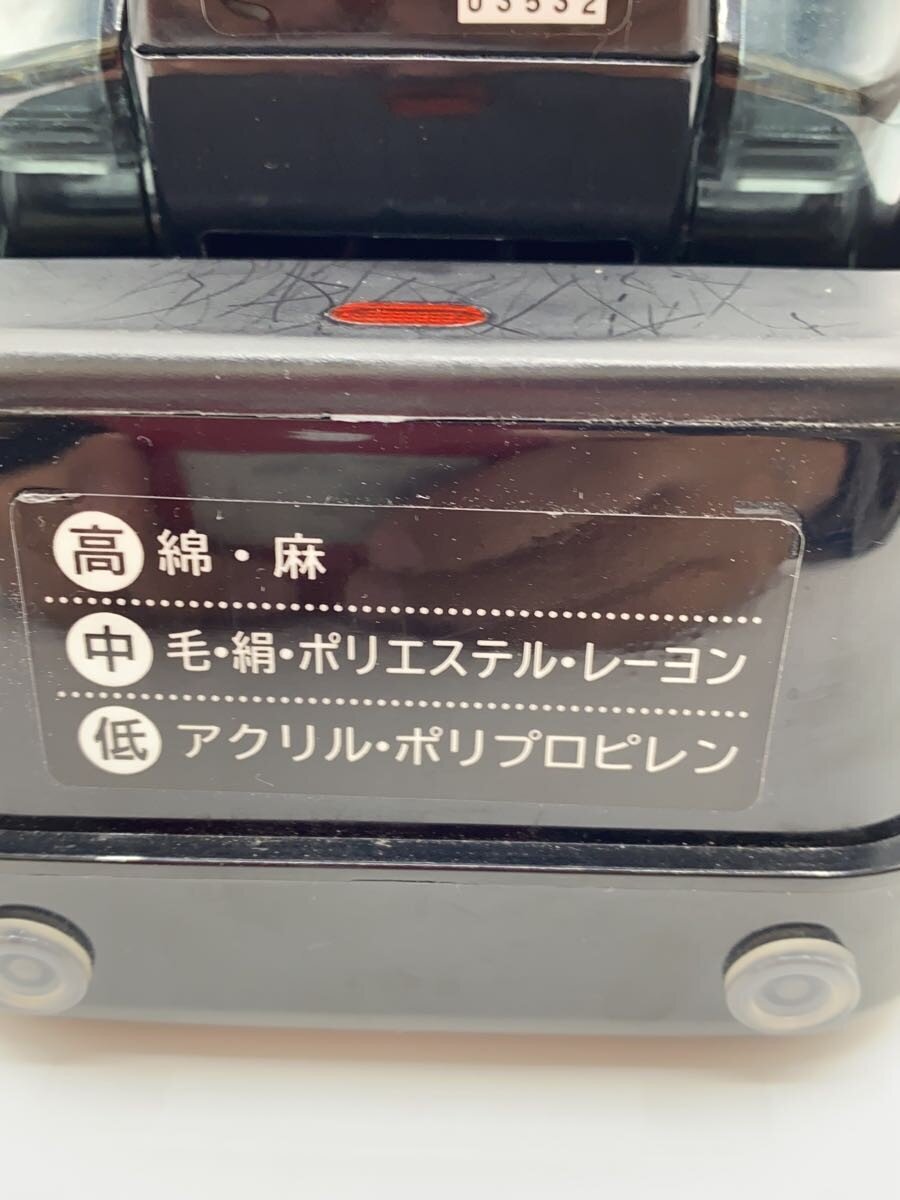 03532
高 綿・麻
中 毛・絹・ポリエステル・レーヨン
低 アクリル・ポリプロピレン